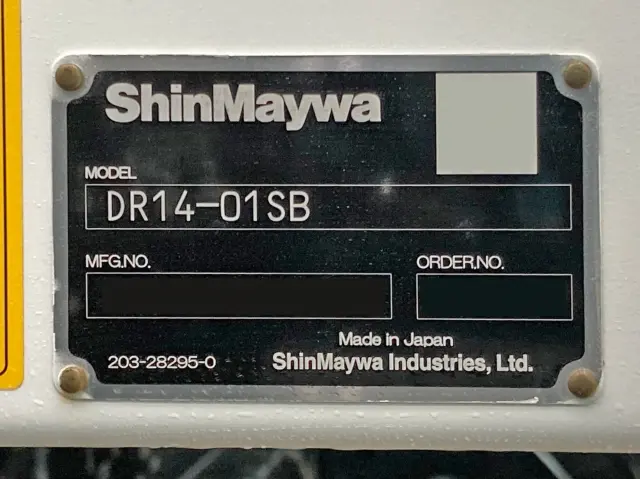 ShinMaywa
MODEL
DR14-01SB
MFG.NO.
ORDER.NO.
Made in Japan
203-28295-0
ShinMaywa Industries, Ltd.